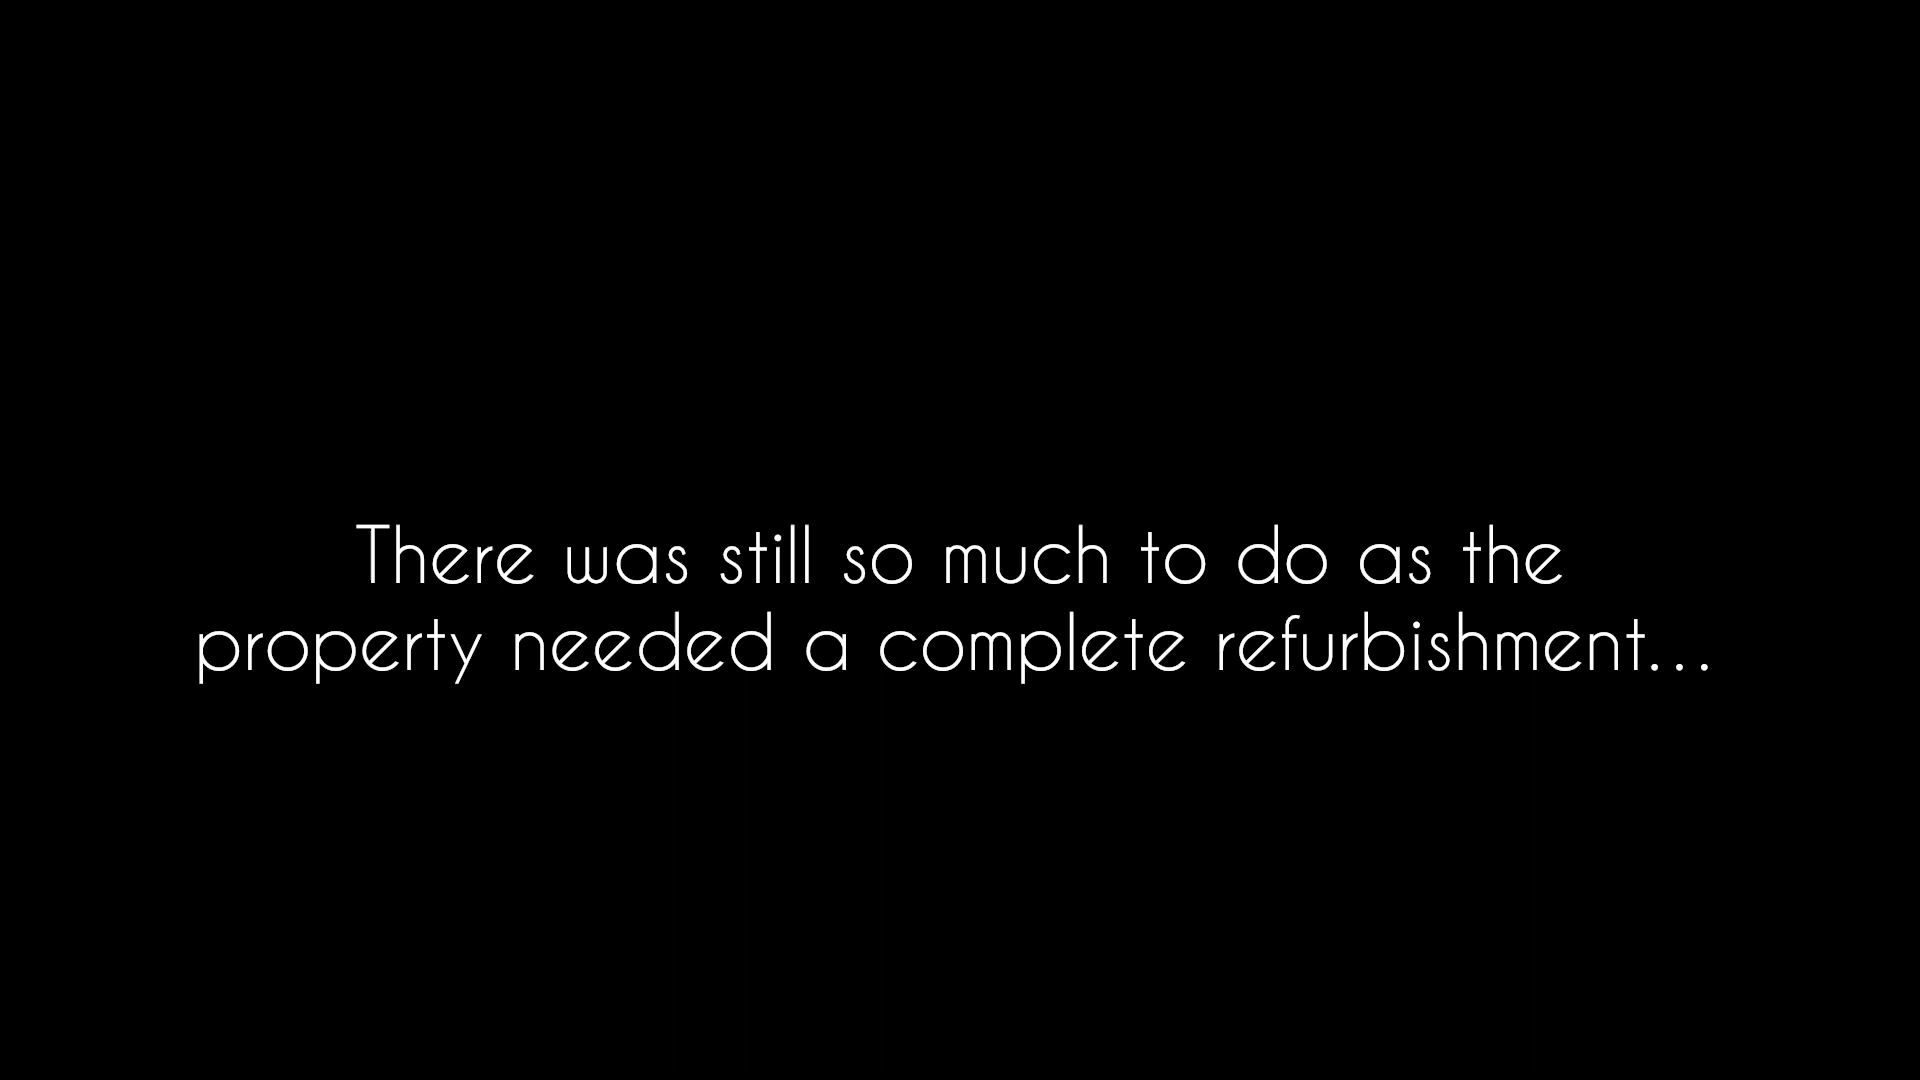 There was still so much to do as the
property needed a complete refurbishment...